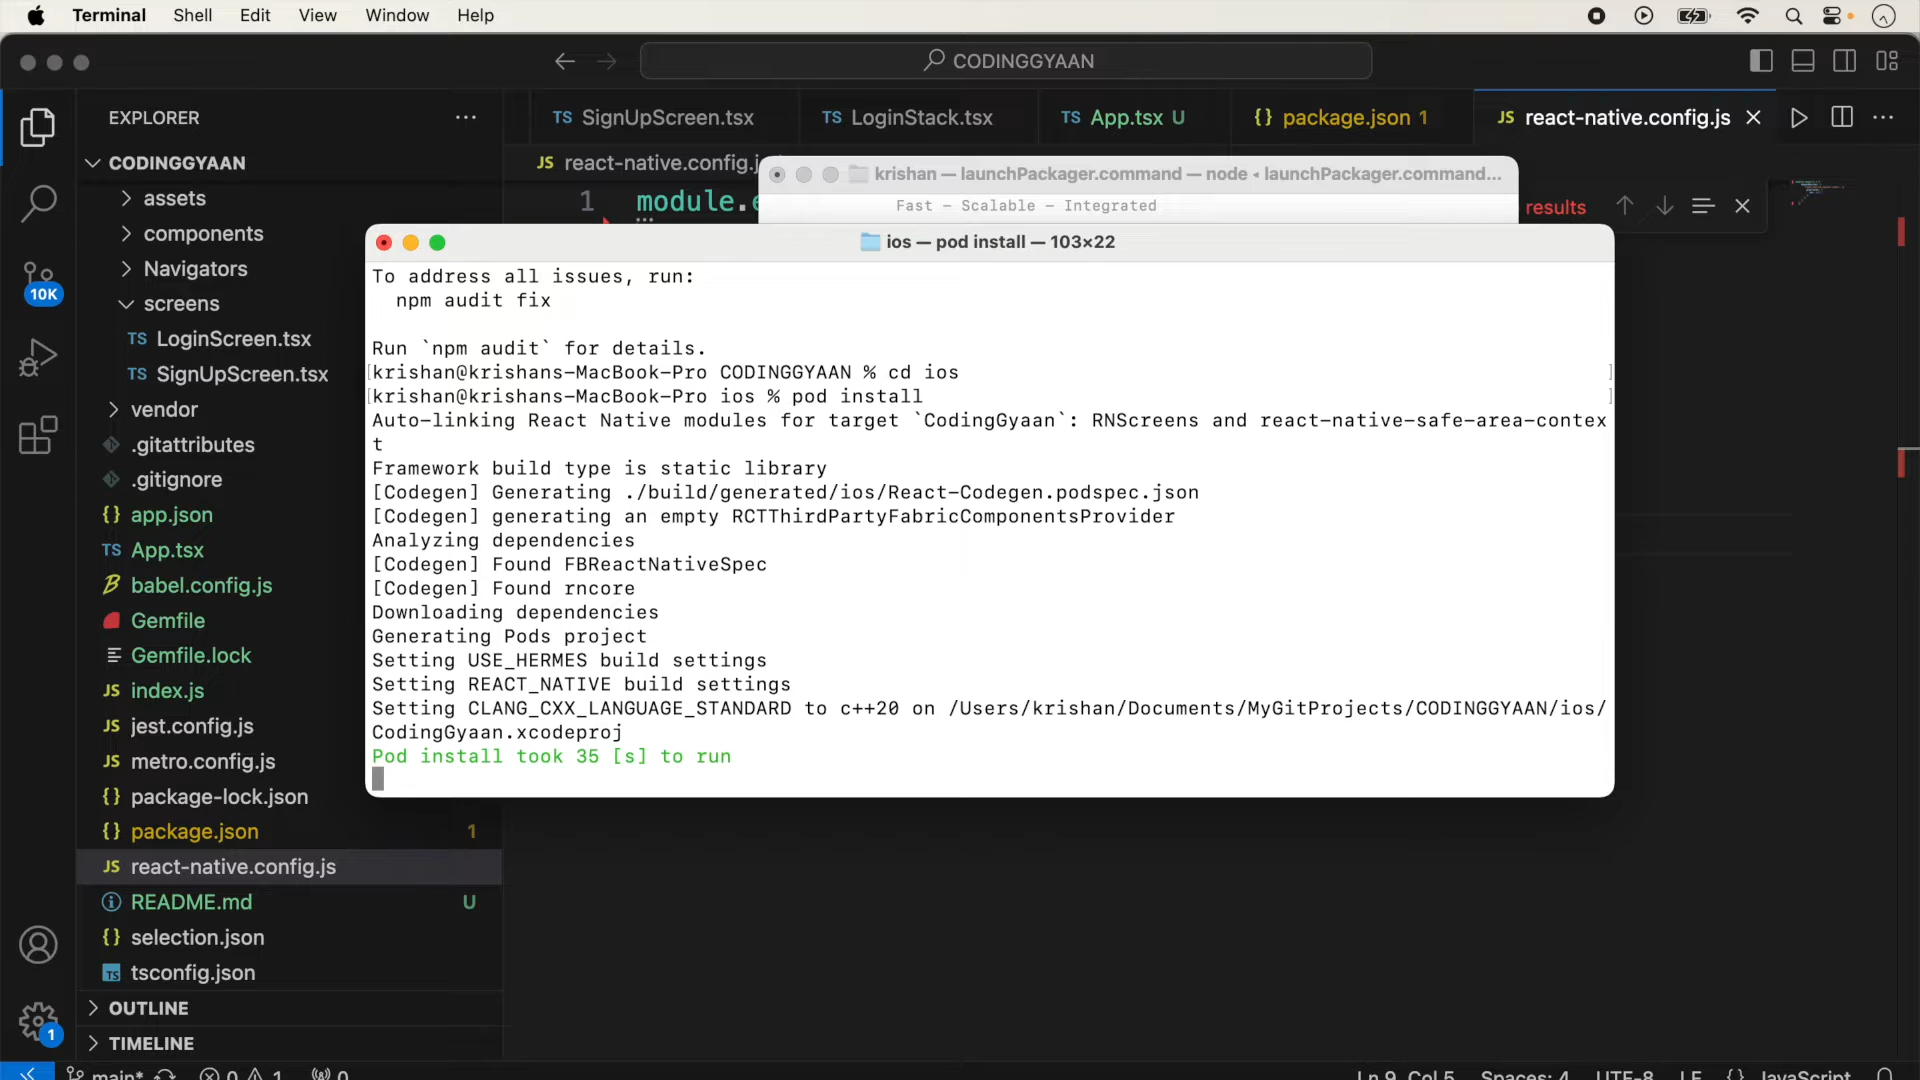 Terminal Shell Edit View Window Help
CODINGGYAAN
EXPLORER
TS SignUpScreen.tsx TS LoginStack.tsx TS App.tsx U {} package.json 1 JS react-native.config.js
CODINGGYAAN
JS react-native.config.j
krishan — launchPackager.command — node ◂ launchPackager.command...
assets
1 module.e
Fast - Scalable - Integrated
results
components
ios — pod install — 103×22
Navigators
10K
screens
TS LoginScreen.tsx
TS SignUpScreen.tsx
vendor
.gitattributes
.gitignore
{} app.json
TS App.tsx
babel.config.js
Gemfile
Gemfile.lock
JS index.js
JS jest.config.js
JS metro.config.js
{} package-lock.json
{} package.json 1
JS react-native.config.js
README.md U
{} selection.json
TS tsconfig.json
OUTLINE
1
TIMELINE
To address all issues, run:
npm audit fix
Run `npm audit` for details.
[krishan@krishans-MacBook-Pro CODINGGYAAN % cd ios ]
[krishan@krishans-MacBook-Pro ios % pod install ]
Auto-linking React Native modules for target `CodingGyaan`: RNScreens and react-native-safe-area-contex
t
Framework build type is static library
[Codegen] Generating ./build/generated/ios/React-Codegen.podspec.json
[Codegen] generating an empty RCTThirdPartyFabricComponentsProvider
Analyzing dependencies
[Codegen] Found FBReactNativeSpec
[Codegen] Found rncore
Downloading dependencies
Generating Pods project
Setting USE_HERMES build settings
Setting REACT_NATIVE build settings
Setting CLANG_CXX_LANGUAGE_STANDARD to c++20 on /Users/krishan/Documents/MyGitProjects/CODINGGYAAN/ios/
CodingGyaan.xcodeproj
Pod install took 35 [s] to run
main* 0 1 0 Ln 9, Col 5 Spaces: 4 UTF-8 LF {} JavaScript